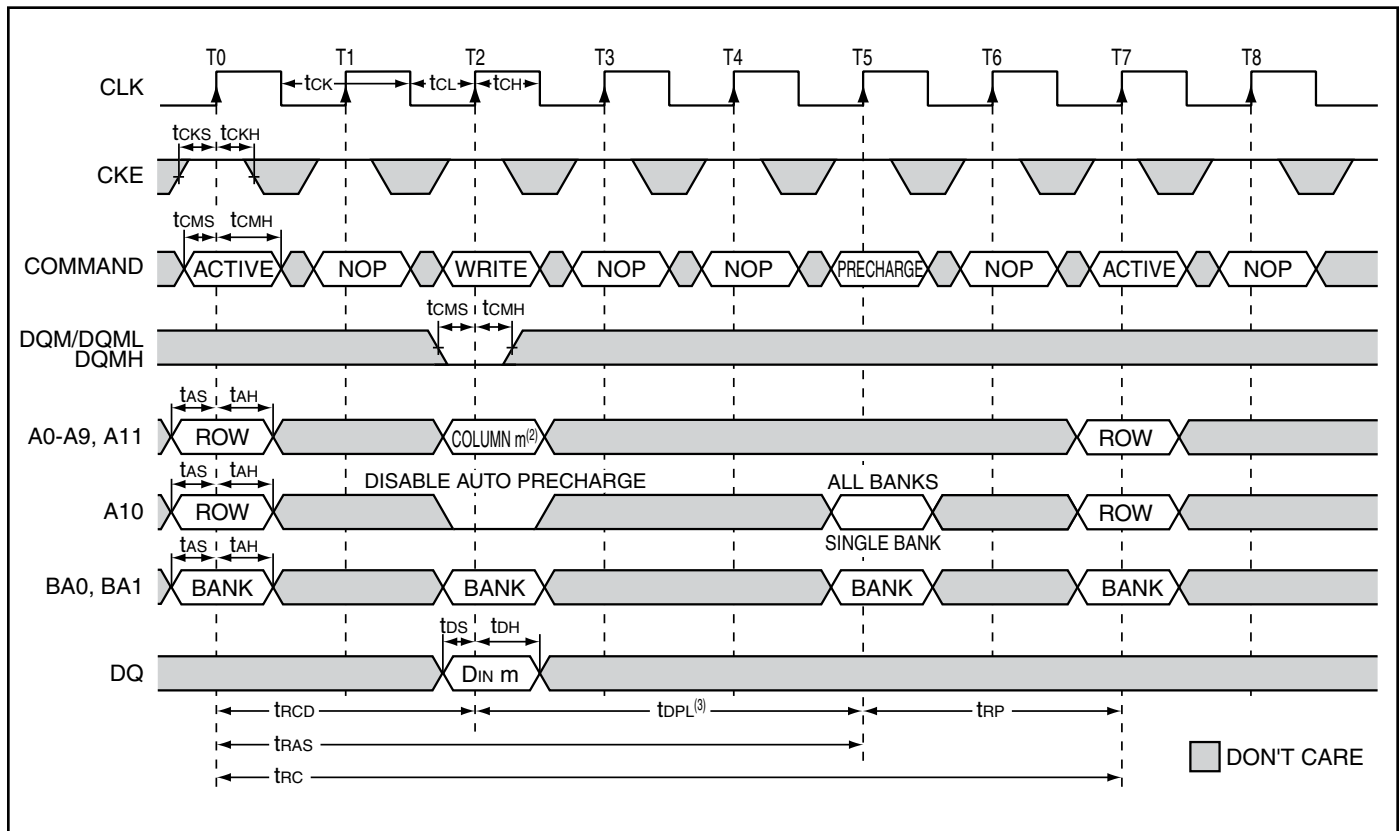 T0 T1 T2 T3 T4 T5 T6 T7 T8
CLK tCK tCL tCH
tCKS tCKH
CKE
tCMS tCMH
COMMAND ACTIVE NOP WRITE NOP NOP PRECHARGE NOP ACTIVE NOP
tCMS tCMH
DQM/DQML
DQMH
tAS tAH
A0-A9, A11 ROW COLUMN m(2) ROW
tAS tAH DISABLE AUTO PRECHARGE ALL BANKS
A10 ROW ROW
tAS tAH SINGLE BANK
BA0, BA1 BANK BANK BANK BANK
tDS tDH
DQ DIN m
tRCD tDPL(3) tRP
tRAS
DON'T CARE
tRC